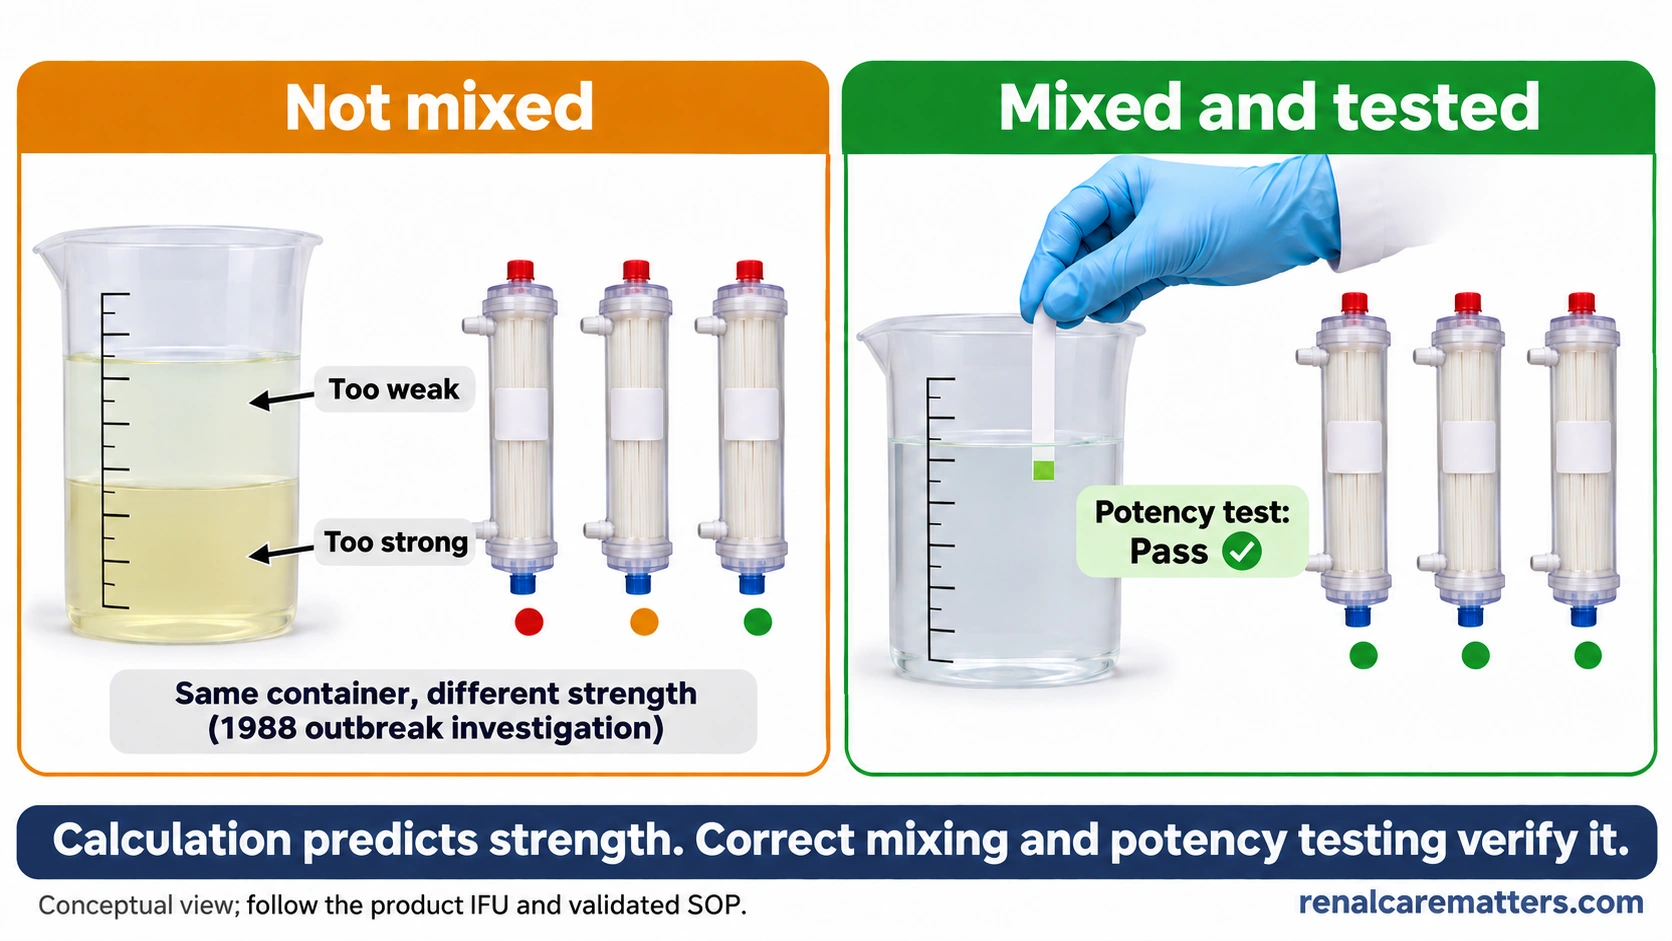 Not mixed
Too weak
Too strong
Same container, different strength
(1988 outbreak investigation)
Mixed and tested
Potency test:
Pass
Calculation predicts strength. Correct mixing and potency testing verify it.
Conceptual view; follow the product IFU and validated SOP.
renalcarematters.com